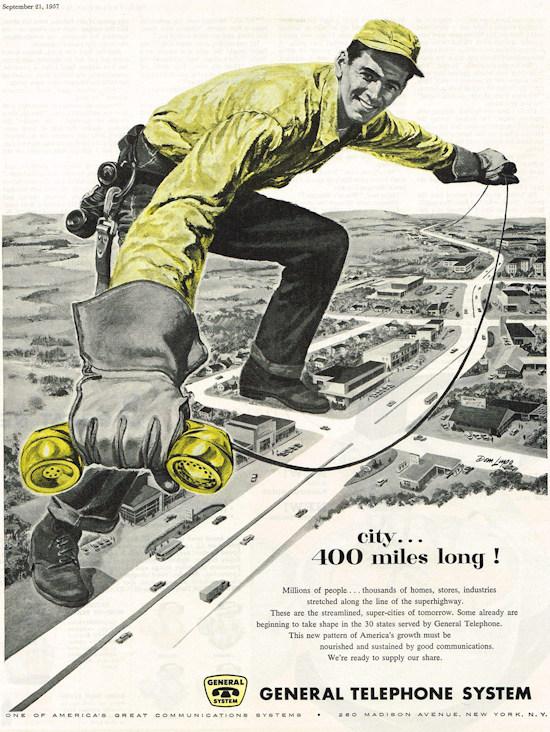 September 21, 1957
city...
400 miles long !
Millions of people . . . thousands of homes, stores, industries
stretched along the line of the superhighway.
These are the streamlined, super-cities of tomorrow. Some already are
beginning to take shape in the 30 states served by General Telephone.
This new pattern of America's growth must be
nourished and sustained by good communications.
We're ready to supply our share.
GENERAL
SYSTEM
GENERAL TELEPHONE SYSTEM
ONE OF AMERICA'S GREAT COMMUNICATIONS SYSTEMS • 260 MADISON AVENUE, NEW YORK, N.Y.